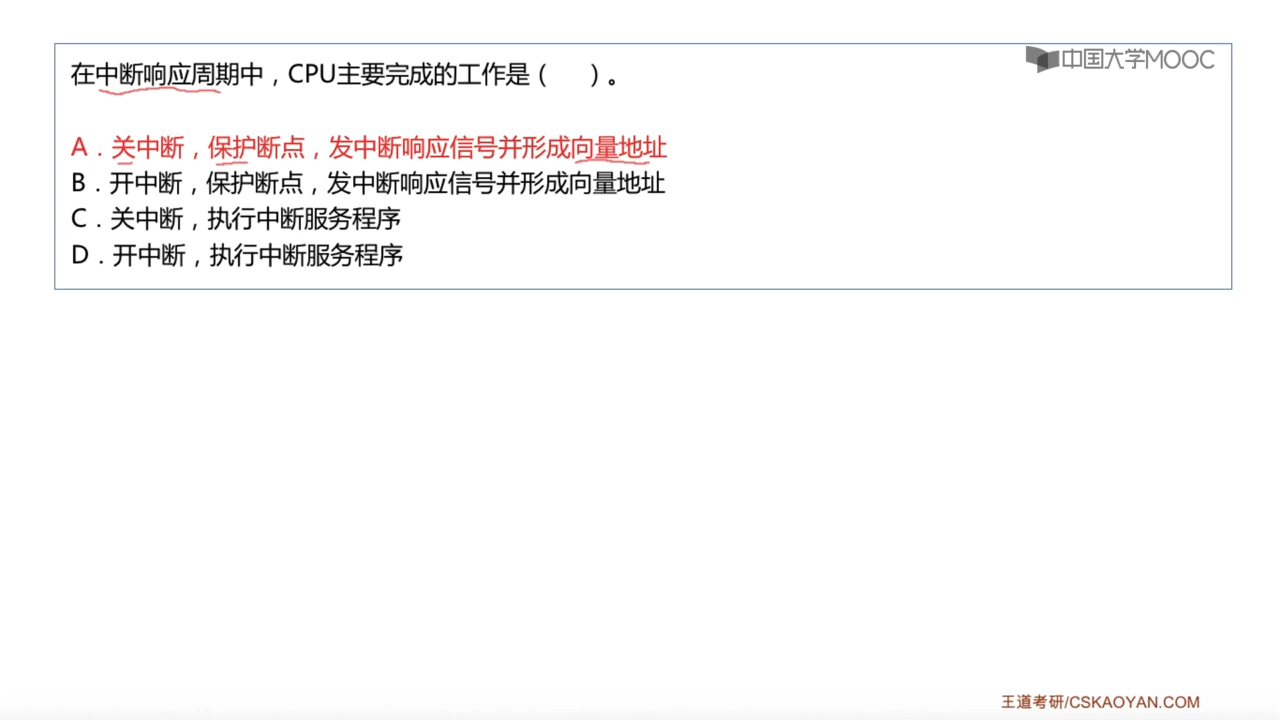 中国大学MOOC
在中断响应周期中，CPU主要完成的工作是（　　）。
A．关中断，保护断点，发中断响应信号并形成向量地址
B．开中断，保护断点，发中断响应信号并形成向量地址
C．关中断，执行中断服务程序
D．开中断，执行中断服务程序
王道考研/CSKAOYAN.COM